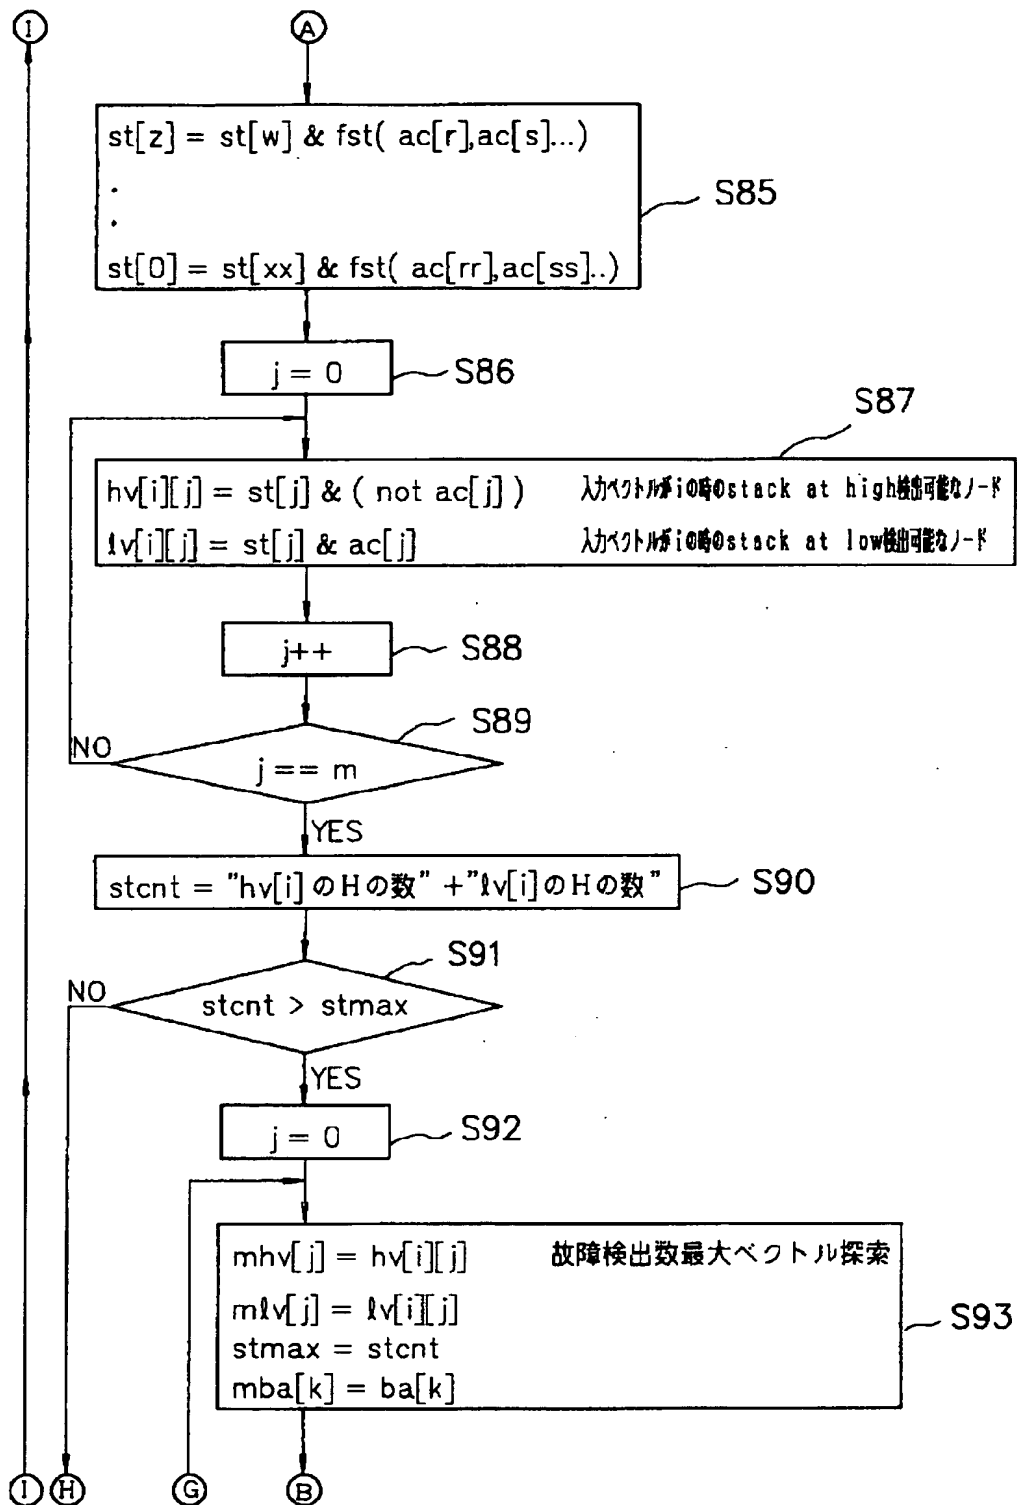 I
A
st[z] = st[w] & fst( ac[r],ac[s]...)
.
.
st[0] = st[xx] & fst( ac[rr],ac[ss]..)
S85
j = 0
S86
S87
hv[i][j] = st[j] & ( not ac[j] ) 入力ベクトルがiの時のstack at high検出可能なノード
lv[i][j] = st[j] & ac[j] 入力ベクトルがiの時のstack at low検出可能なノード
j++
S88
S89
NO
j == m
YES
stcnt = "hv[i]のHの数" +"lv[i]のHの数"
S90
S91
NO
stcnt > stmax
YES
j = 0
S92
mhv[j] = hv[i][j] 故障検出数最大ベクトル探索
mlv[j] = lv[i][j]
stmax = stcnt
mba[k] = ba[k]
S93
I
H
G
B